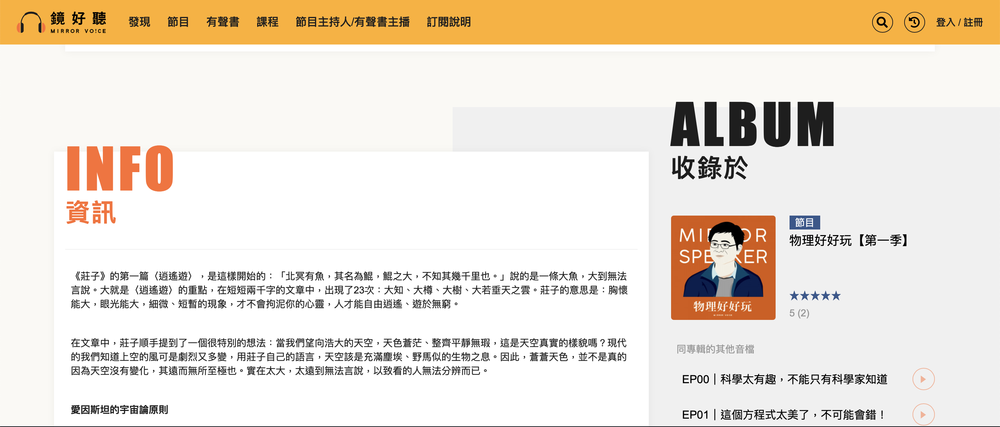 鏡好聽
MIRROR VO!CE
發現 節目 有聲書 課程 節目主持人/有聲書主播 訂閱說明
登入 / 註冊
INFO
資訊
《莊子》的第一篇〈逍遙遊〉，是這樣開始的：「北冥有魚，其名為鯤，鯤之大，不知其幾千里也。」說的是一條大魚，大到無法
言說。大就是〈逍遙遊〉的重點，在短短兩千字的文章中，出現了23次：大知、大樽、大樹、大若垂天之雲。莊子的意思是：胸懷
能大，眼光能大，細微、短暫的現象，才不會拘泥你的心靈，人才能自由逍遙、遊於無窮。
在文章中，莊子順手提到了一個很特別的想法：當我們望向浩大的天空，天色蒼茫、整齊平靜無瑕，這是天空真實的樣貌嗎？現代
的我們知道上空的風可是劇烈又多變，用莊子自己的語言，天空該是充滿塵埃、野馬似的生物之息。因此，蒼蒼天色，並不是真的
因為天空沒有變化，其遠而無所至極也。實在太大，太遠到無法言說，以致看的人無法分辨而已。
愛因斯坦的宇宙論原則
ALBUM
收錄於
MIRROR
SPEAKER
物理好好玩
MIRROR VOICE
節目
物理好好玩【第一季】
★★★★★
5 (2)
同專輯的其他音檔
EP00｜科學太有趣，不能只有科學家知道
EP01｜這個方程式太美了，不可能會錯！